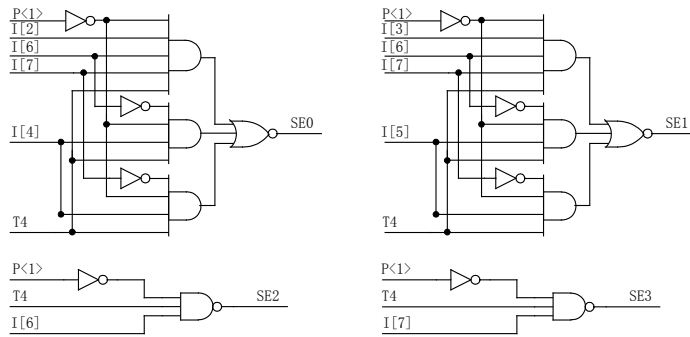 P<1>
I[2]
I[6]
I[7]
I[4]
SE0
T4
P<1>
I[3]
I[6]
I[7]
I[5]
SE1
T4
P<1>
T4
SE2
I[6]
P<1>
T4
SE3
I[7]